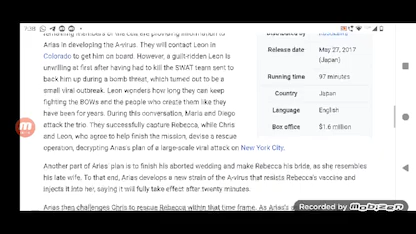 7:38
Arias in developing the A-virus. They will contact Leon in
Colorado to get him on board. However, a guilt-ridden Leon is
unwilling at first after having had to kill the SWAT team sent to
back him up during a bomb threat, which turned out to be a
small viral outbreak. Leon wonders how long they can keep
fighting the BOWs and the people who create them like
they have been for years. During this conversation, Maria and Diego
attack the trio. They successfully capture Rebecca, while Chris
and Leon, who agree to help finish the mission, devise a rescue
operation, decrypting Arias's plan of a large-scale viral attack on New York City.
Another part of Arias' plan is to finish his aborted wedding and make Rebecca his bride, as she resembles
his late wife. To that end, Arias develops a new strain of the A-virus that resists Rebecca's vaccine and
injects it into her, saying it will fully take effect after twenty minutes.
Arias then challenges Chris to rescue Rebecca within that time frame. As Arias's
Distributed by
Release date May 27, 2017
(Japan)
Running time 97 minutes
Country Japan
Language English
Box office $1.6 million
Recorded by
Mobizen